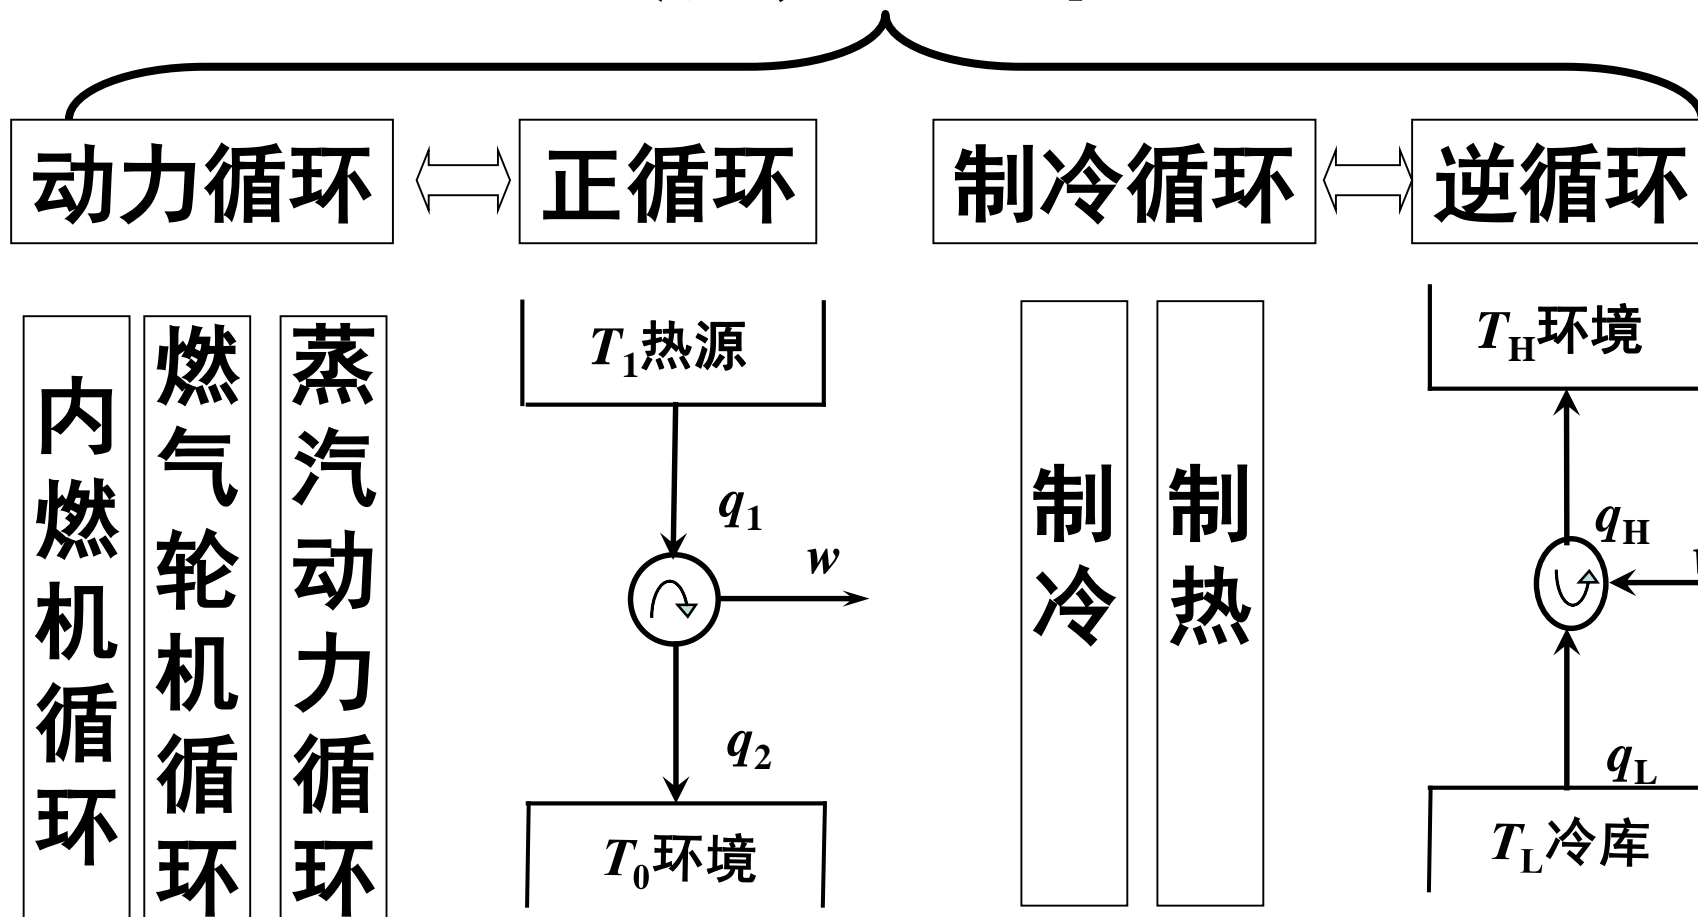 动力循环
正循环
制冷循环
逆循环
内燃机循环
燃气轮机循环
蒸汽动力循环
T1热源
q1
w
q2
T0环境
制冷
制热
TH环境
qH
qL
TL冷库